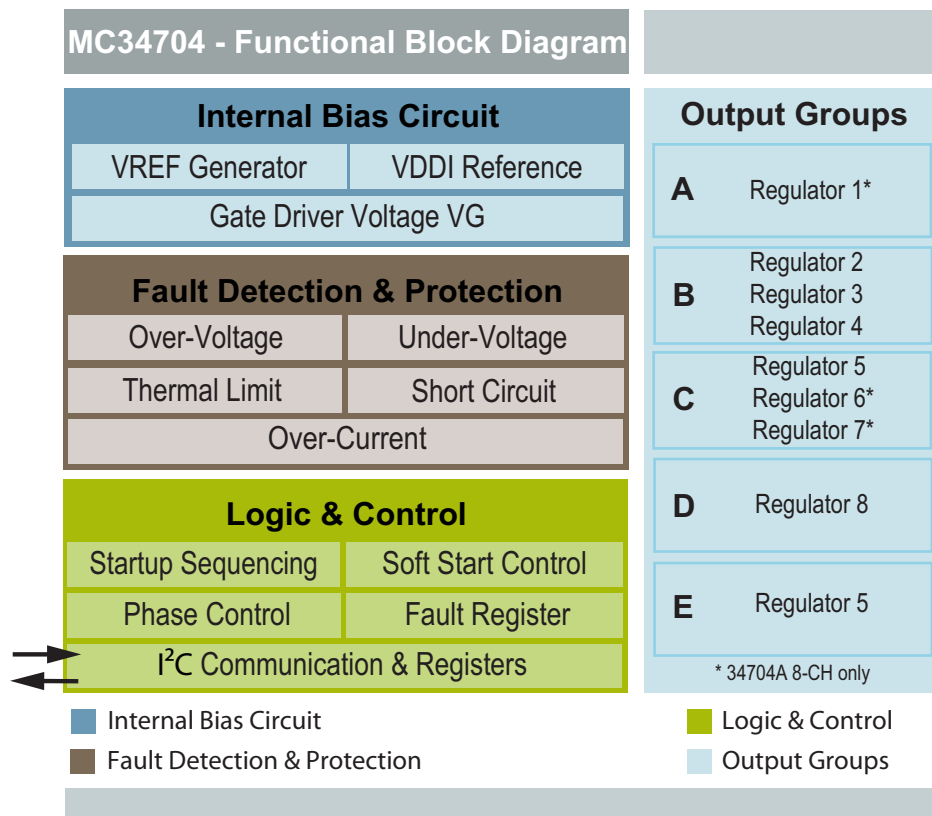 MC34704 - Functional Block Diagram
Internal Bias Circuit
VREF Generator
VDDI Reference
Gate Driver Voltage VG
Fault Detection & Protection
Over-Voltage
Under-Voltage
Thermal Limit
Short Circuit
Over-Current
Logic & Control
Startup Sequencing
Soft Start Control
Phase Control
Fault Register
I²C Communication & Registers
Output Groups
A
Regulator 1*
B
Regulator 2
Regulator 3
Regulator 4
C
Regulator 5
Regulator 6*
Regulator 7*
D
Regulator 8
E
Regulator 5
* 34704A 8-CH only
Internal Bias Circuit
Fault Detection & Protection
Logic & Control
Output Groups